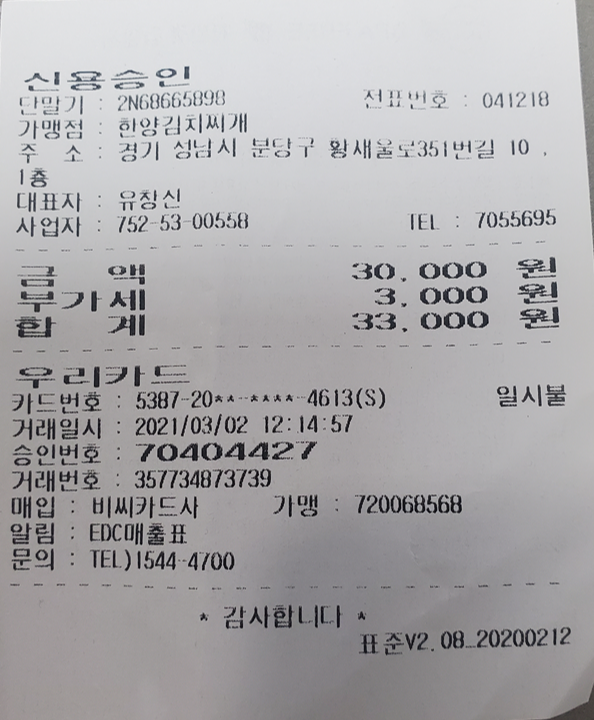 신용승인
단말기 : 2N68665898 전표번호 : 041218
가맹점 : 한양김치찌개
주 소 : 경기 성남시 분당구 황새울로351번길 10 ,
1층
대표자 : 유창신
사업자 : 752-53-00558 TEL : 7055695
금 액 30,000 원
부가세 3,000 원
합 계 33,000 원
우리카드
카드번호 : 5387-20**-****-4613(S) 일시불
거래일시 : 2021/03/02 12:14:57
승인번호 : 70404427
거래번호 : 357734873739
매입 : 비씨카드사 가맹 : 720068568
알림 : EDC매출표
문의 : TEL)1544-4700
* 감사합니다 *
표준V2.08_20200212